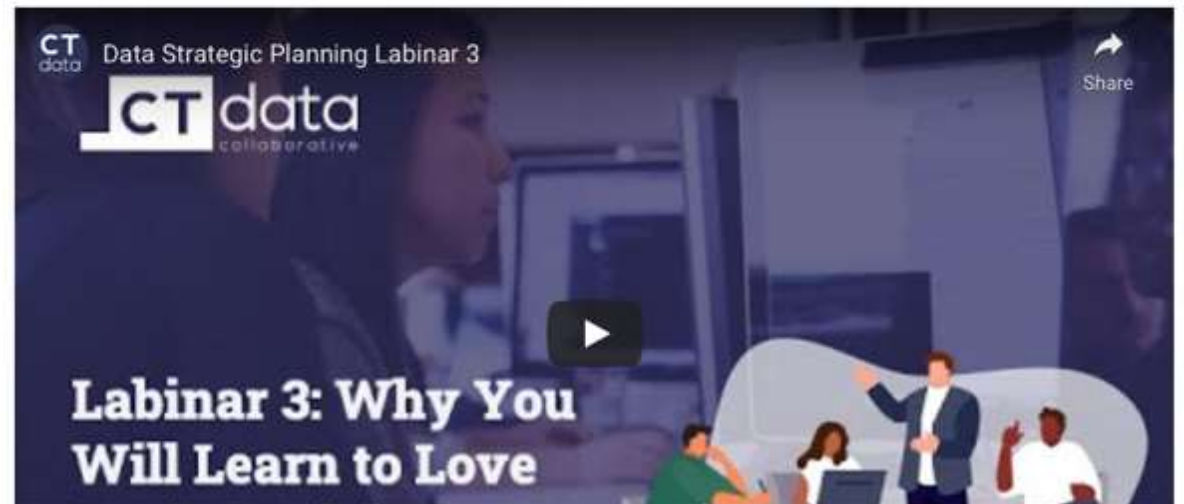 CT
data
Data Strategic Planning Labinar 3
Share
CT data
collaborative
Labinar 3: Why You
Will Learn to Love